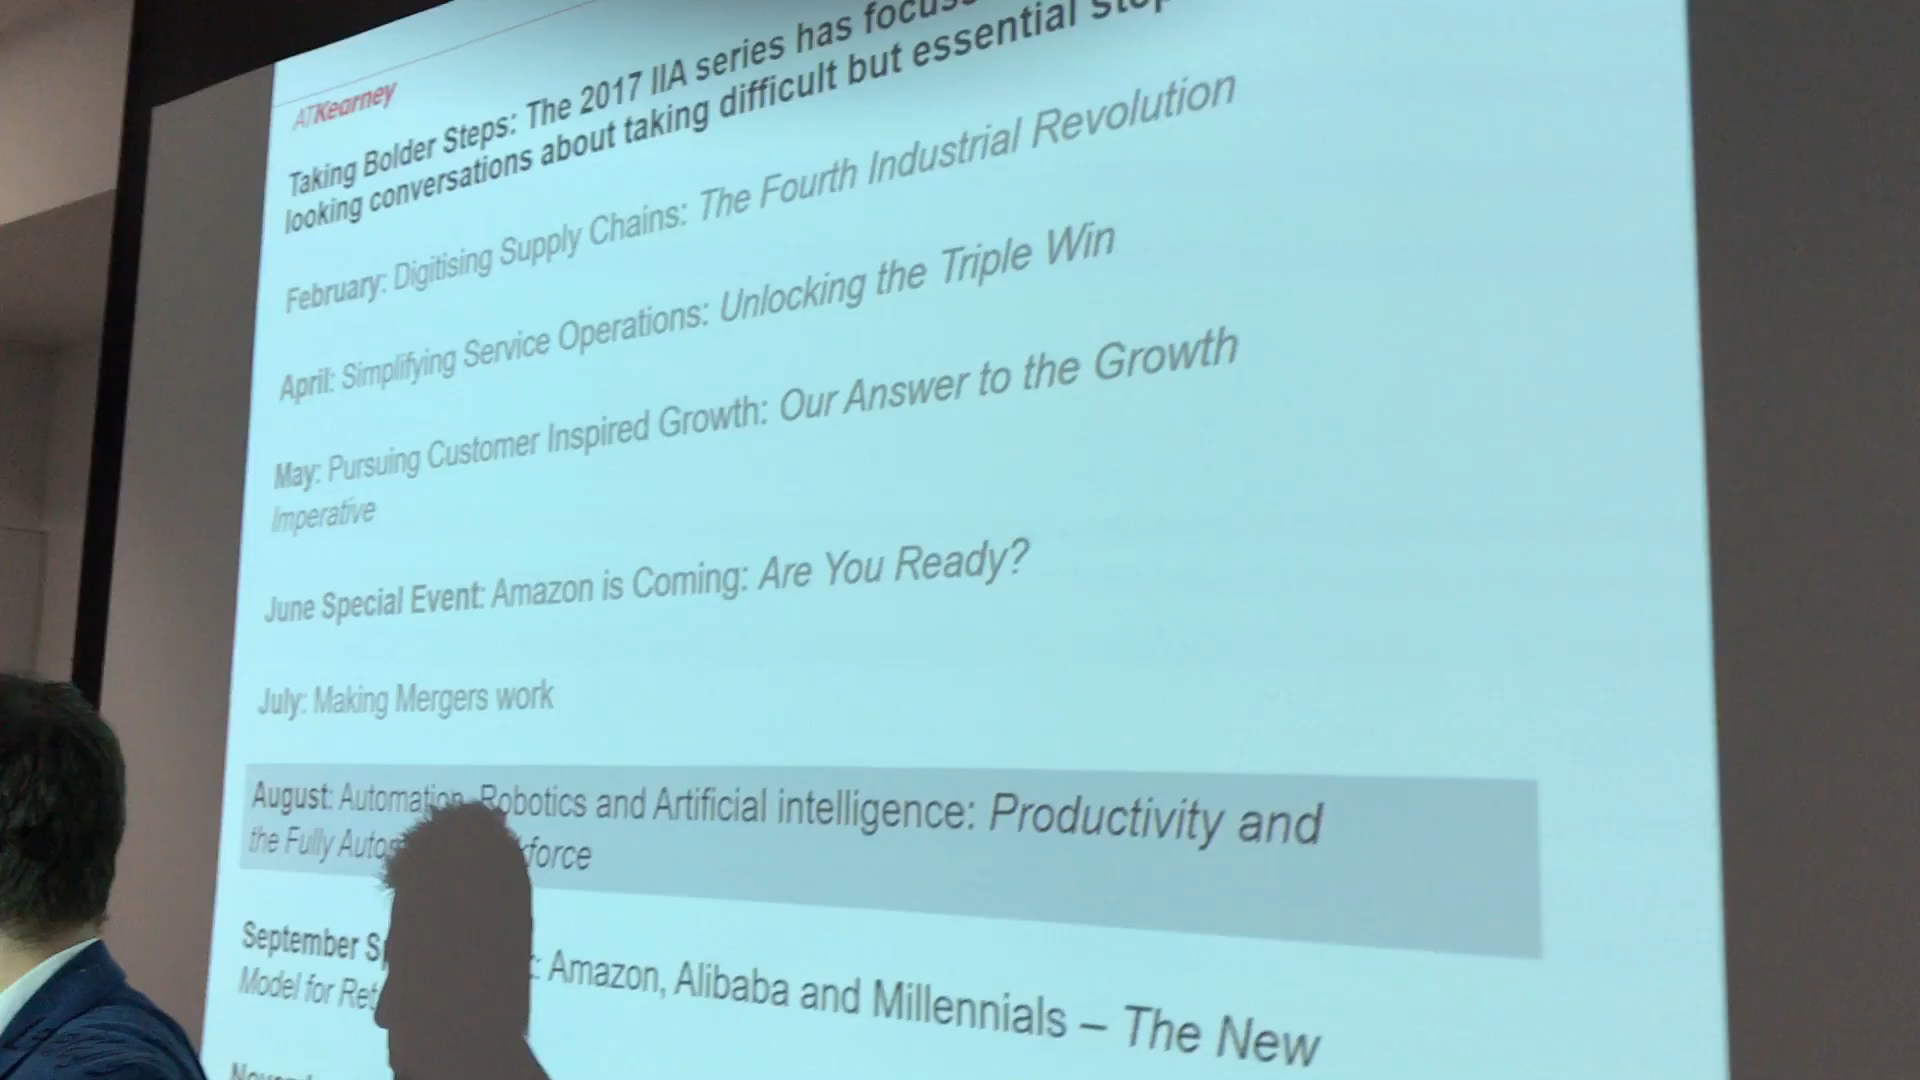 ATKearney
Taking Bolder Steps: The 2017 IIA series has
looking conversations about taking difficult but essential
February: Digitising Supply Chains: The Fourth Industrial Revolution
April: Simplifying Service Operations: Unlocking the Triple Win
May: Pursuing Customer Inspired Growth: Our Answer to the Growth
Imperative
June Special Event: Amazon is Coming: Are You Ready?
July: Making Mergers work
August: Automation, Robotics and Artificial intelligence: Productivity and
the Fully
September : Amazon, Alibaba and Millennials – The New
Model for